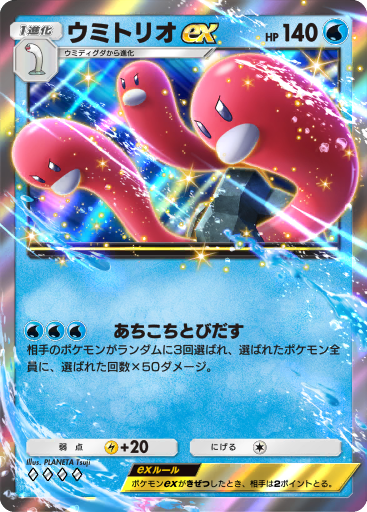 1進化
ウミトリオex HP 140
ウミディグダから進化
あちこちとびだす
相手のポケモンがランダムに3回選ばれ、選ばれたポケモン全
員に、選ばれた回数×50ダメージ。
弱点 +20 にげる
Illus. PLANETA Tsuji
exルール
ポケモンexがきぜつしたとき、相手は2ポイントとる。